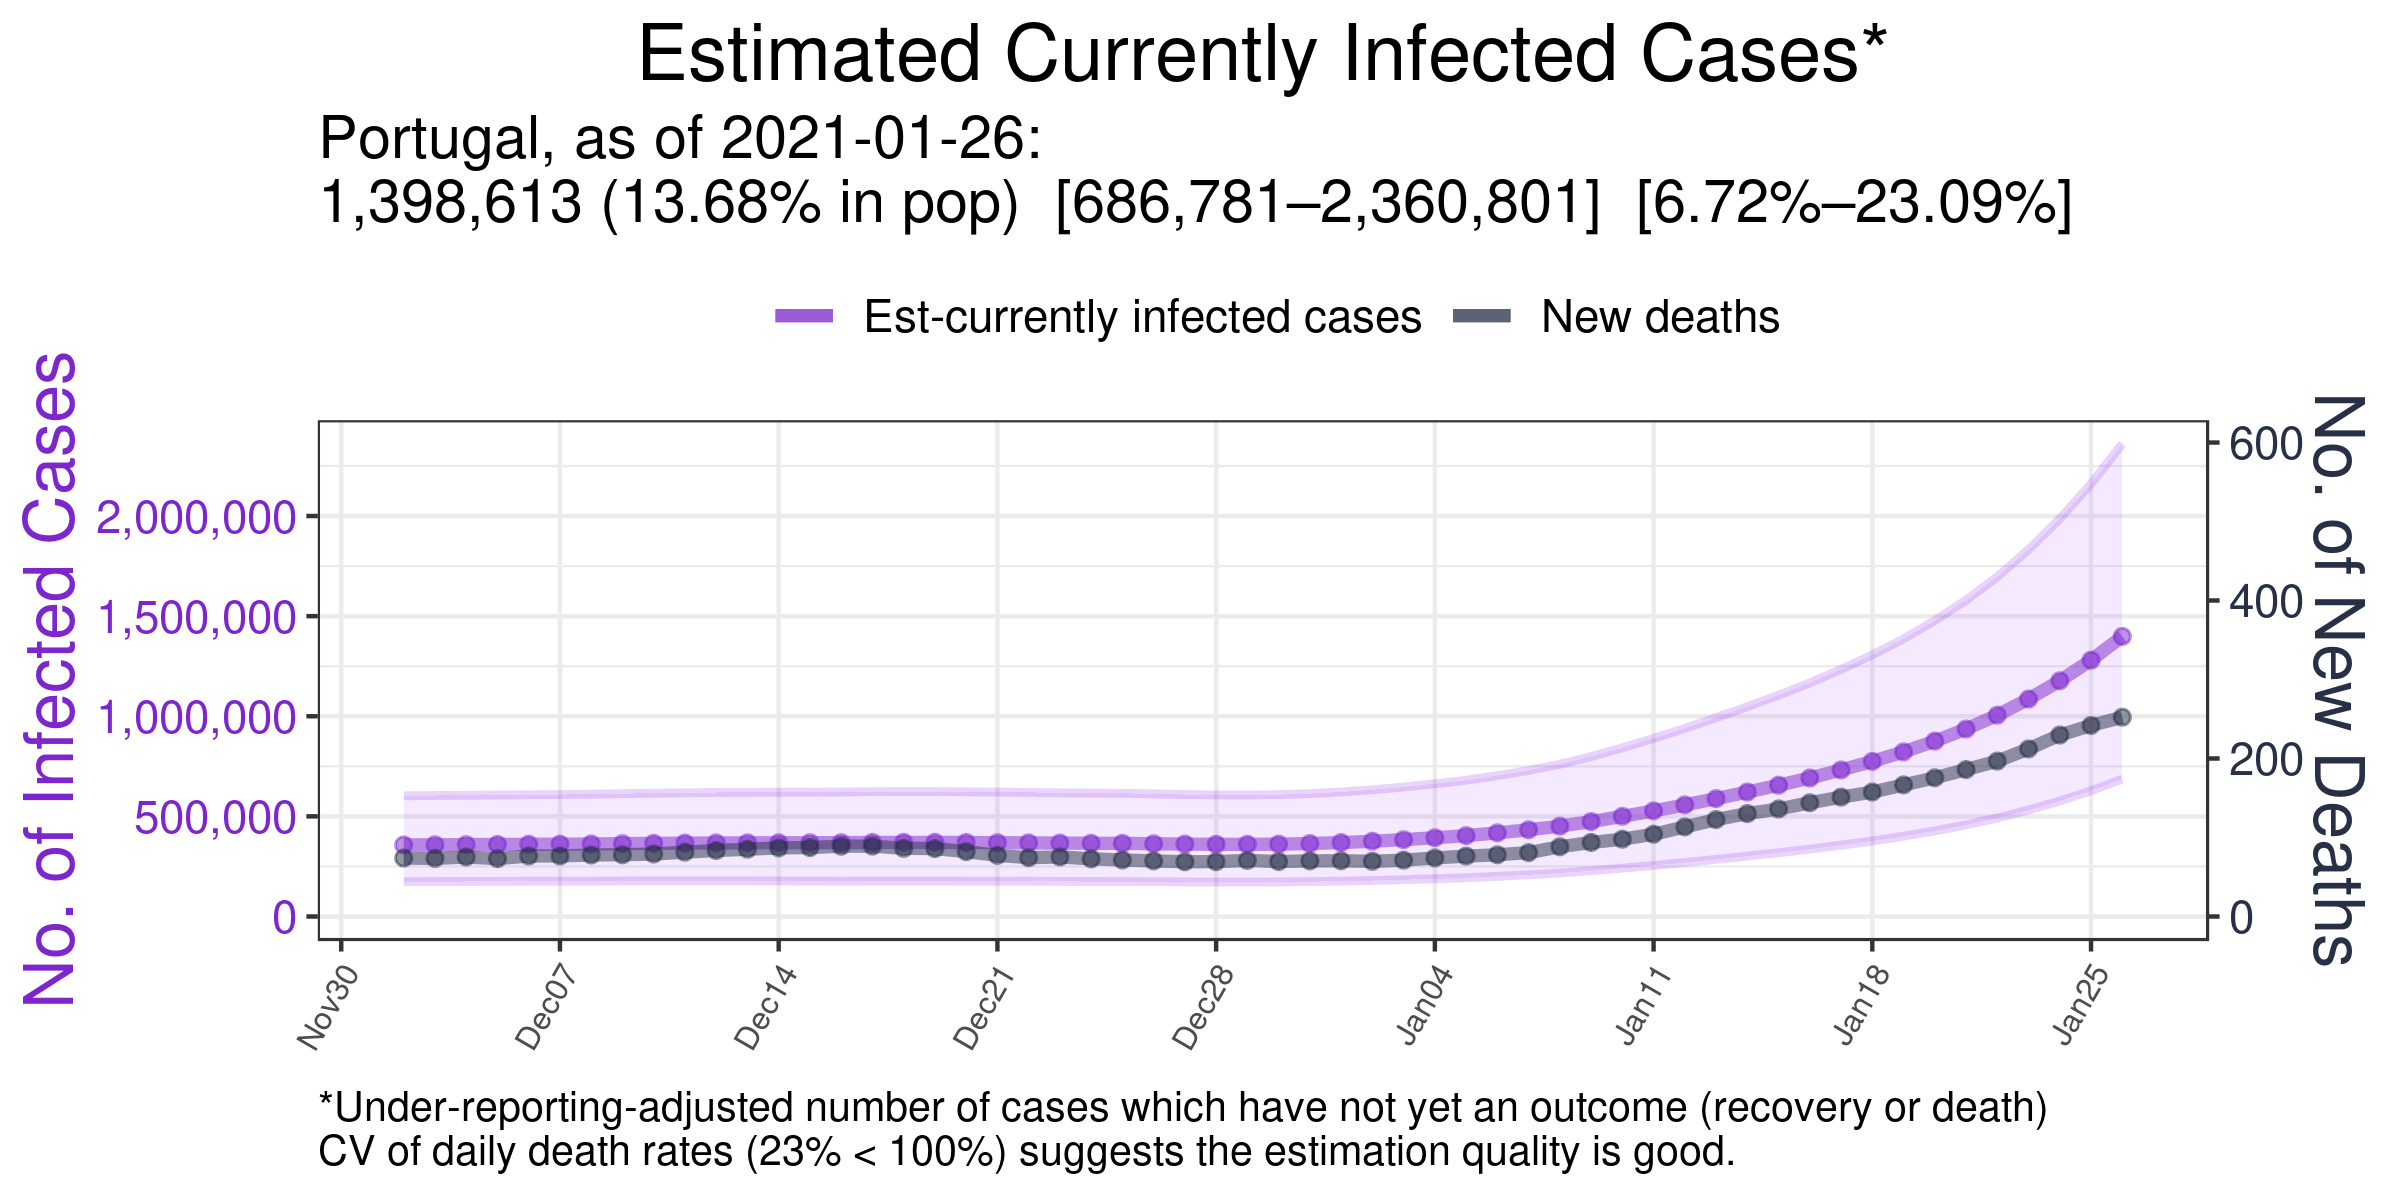 Estimated Currently Infected Cases*
Portugal, as of 2021-01-26:
1,398,613 (13.68% in pop)  [686,781–2,360,801]  [6.72%–23.09%]
Est-currently infected cases
New deaths
No. of Infected Cases
2,000,000
1,500,000
1,000,000
500,000
0
600
400
200
0
No. of New Deaths
Nov30
Dec07
Dec14
Dec21
Dec28
Jan04
Jan11
Jan18
Jan25
*Under-reporting-adjusted number of cases which have not yet an outcome (recovery or death)
CV of daily death rates (23% < 100%) suggests the estimation quality is good.